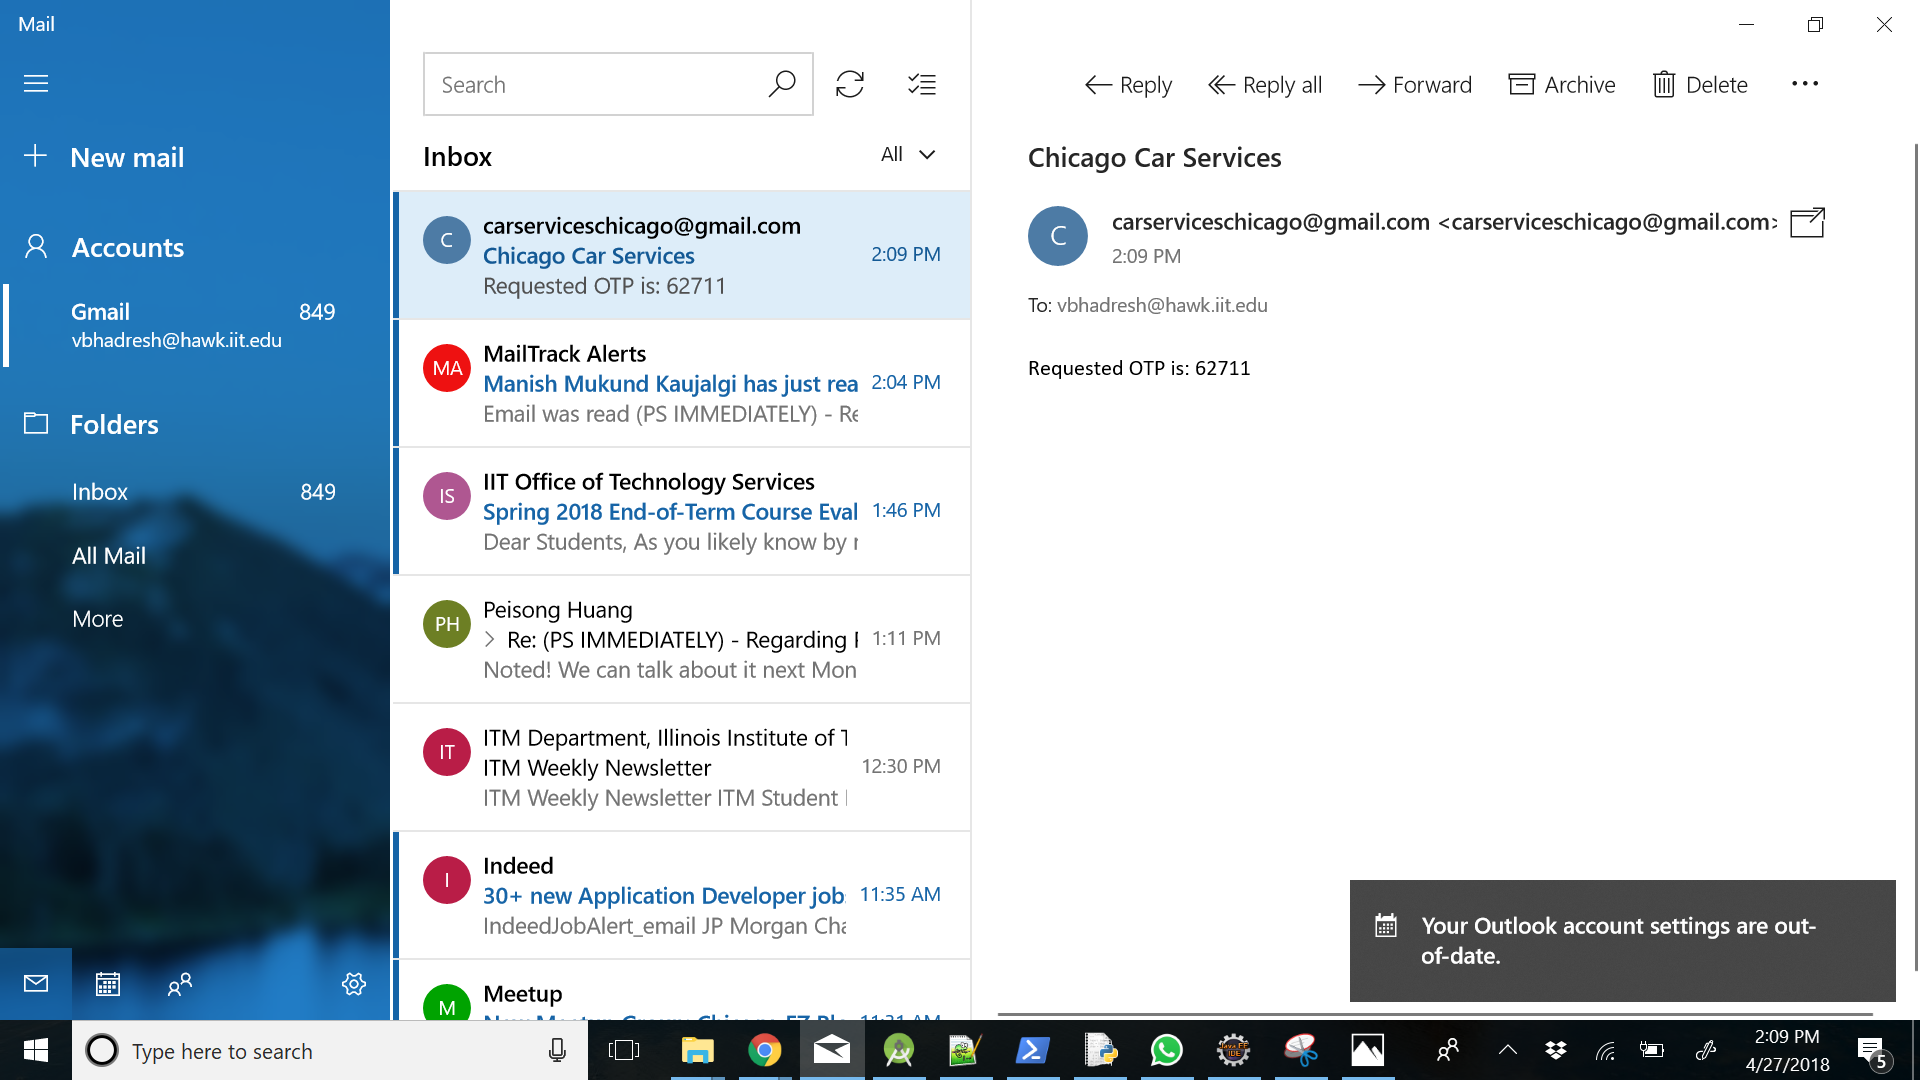 Mail
New mail
Accounts
Gmail 849
vbhadresh@hawk.iit.edu
Folders
Inbox 849
All Mail
More
Search
Inbox All
C
carserviceschicago@gmail.com
Chicago Car Services 2:09 PM
Requested OTP is: 62711
MA
MailTrack Alerts
Manish Mukund Kaujalgi has just rea 2:04 PM
Email was read (PS IMMEDIATELY) - Re
IS
IIT Office of Technology Services
Spring 2018 End-of-Term Course Eval 1:46 PM
Dear Students, As you likely know by
PH
Peisong Huang
Re: (PS IMMEDIATELY) - Regarding 1:11 PM
Noted! We can talk about it next Mon
IT
ITM Department, Illinois Institute of T
ITM Weekly Newsletter 12:30 PM
ITM Weekly Newsletter ITM Student
I
Indeed
30+ new Application Developer job 11:35 AM
IndeedJobAlert_email JP Morgan Cha
M
Meetup
Reply Reply all Forward Archive Delete
Chicago Car Services
C
carserviceschicago@gmail.com <carserviceschicago@gmail.com>
2:09 PM
To: vbhadresh@hawk.iit.edu
Requested OTP is: 62711
Your Outlook account settings are out-
of-date.
Type here to search
Java EE
IDE
2:09 PM
4/27/2018
5